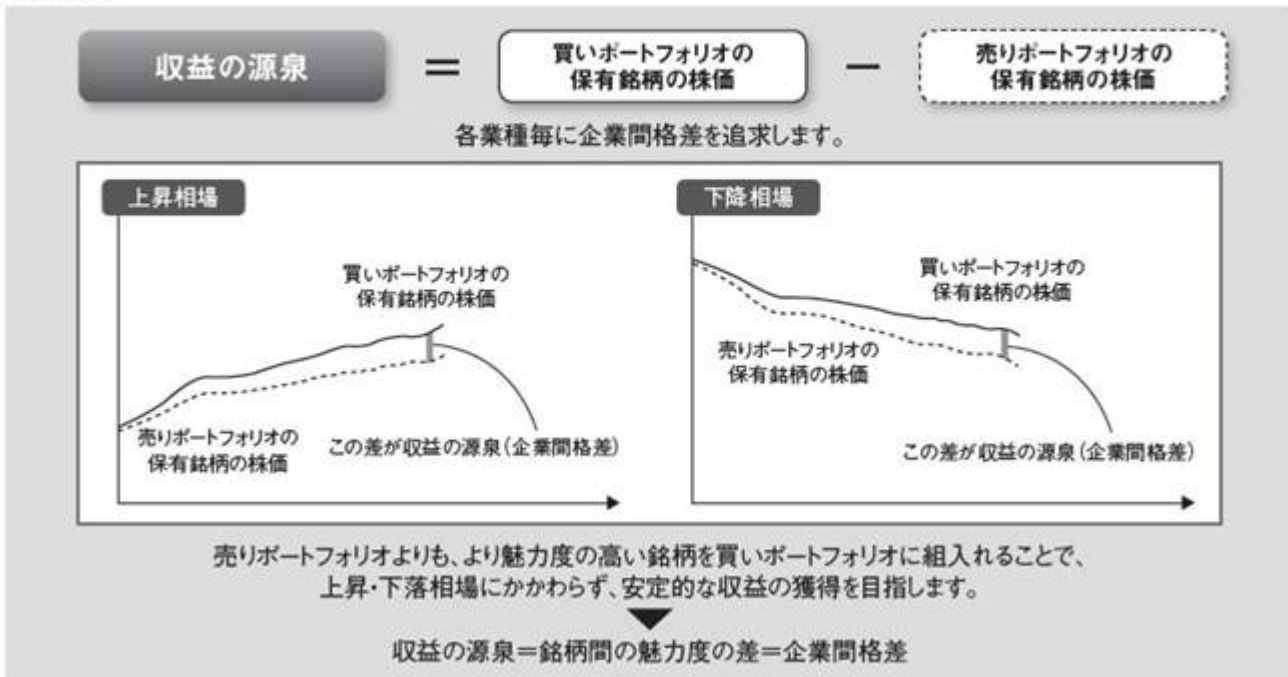 収益の源泉
=
買いポートフォリオの
保有銘柄の株価
−
売りポートフォリオの
保有銘柄の株価
各業種毎に企業間格差を追求します。
上昇相場
買いポートフォリオの
保有銘柄の株価
売りポートフォリオの
保有銘柄の株価
この差が収益の源泉(企業間格差)
下降相場
買いポートフォリオの
保有銘柄の株価
売りポートフォリオの
保有銘柄の株価
この差が収益の源泉(企業間格差)
売りポートフォリオよりも、より魅力度の高い銘柄を買いポートフォリオに組入れることで、
上昇・下落相場にかかわらず、安定的な収益の獲得を目指します。
収益の源泉=銘柄間の魅力度の差=企業間格差